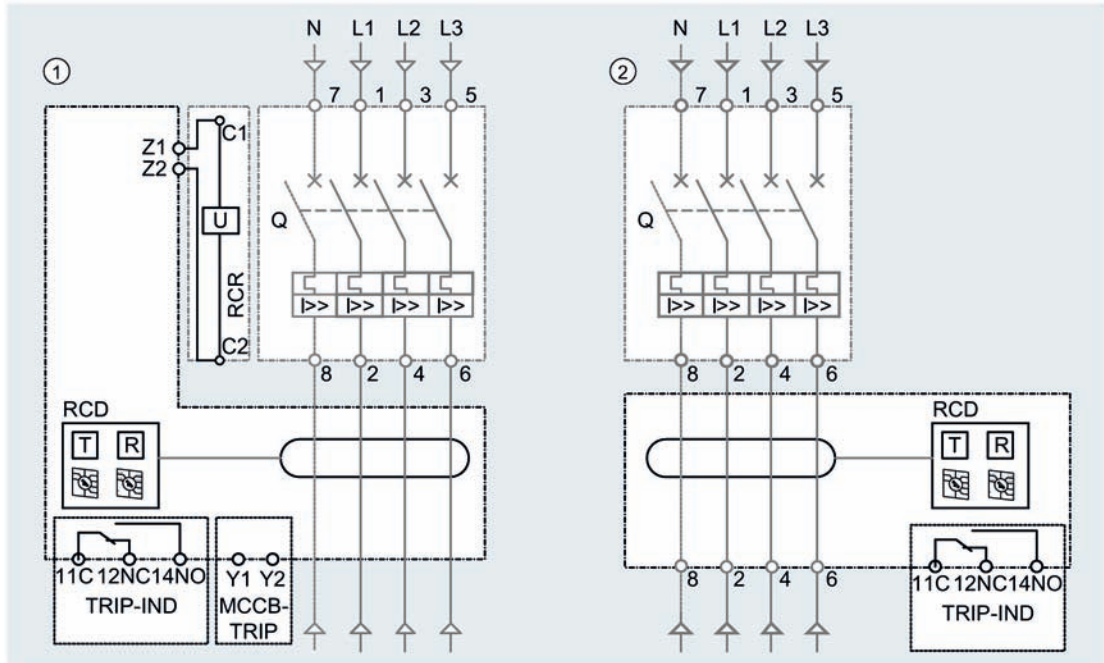 N L1 L2 L3
N L1 L2 L3
1
2
7 1 3 5
7 1 3 5
Z1
Z2
C1
U
RCR
C2
Q
Q
I>> I>> I>> I>>
I>> I>> I>> I>>
8 2 4 6
8 2 4 6
RCD
T R
RCD
T R
11C 12NC 14NO
TRIP-IND
Y1 Y2
MCCB-
TRIP
8 2 4 6
11C 12NC 14NO
TRIP-IND